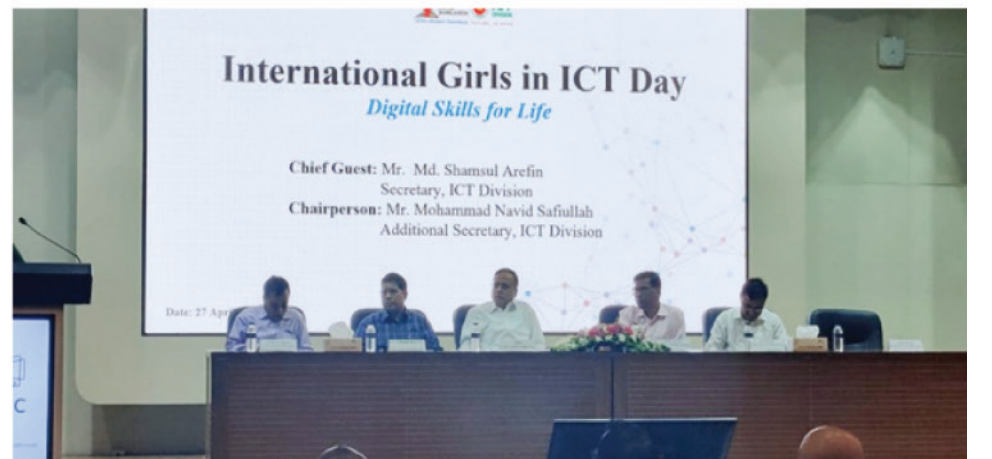 International Girls in ICT Day
Digital Skills for Life
Chief Guest: Mr. Md. Shamsul Arefin
Secretary, ICT Division
Chairperson: Mr. Mohammad Navid Safiullah
Additional Secretary, ICT Division
Date: 27 Apr
C